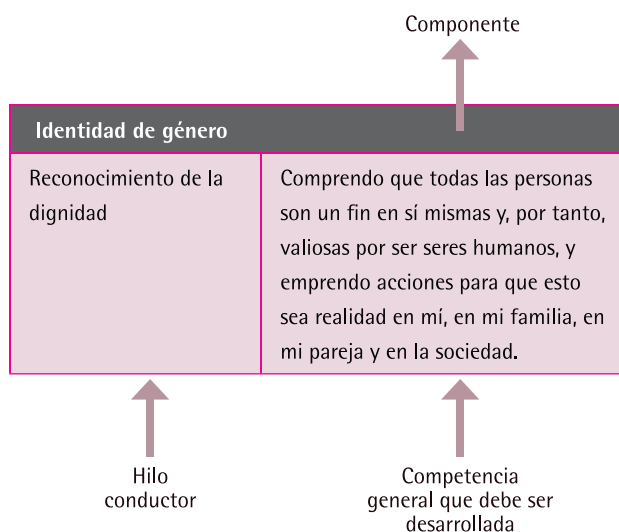 Componente
Identidad de género
Reconocimiento de la
dignidad
Comprendo que todas las personas
son un fin en sí mismas y, por tanto,
valiosas por ser seres humanos, y
emprendo acciones para que esto
sea realidad en mí, en mi familia, en
mi pareja y en la sociedad.
Hilo
conductor
Competencia
general que debe ser
desarrollada